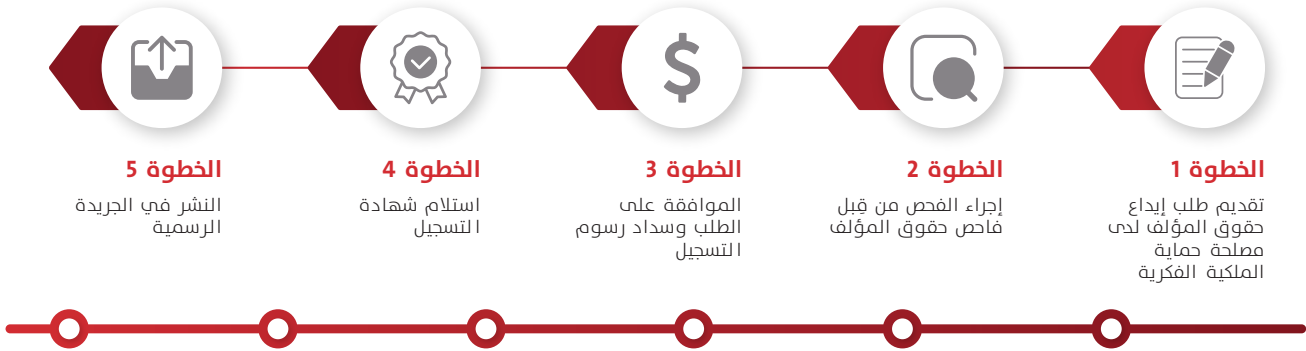 الخطوة 1
تقديم طلب إيداع
حقوق المؤلف لدى
مصلحة حماية
الملكية الفكرية
الخطوة 2
إجراء الفحص من قِبل
فاحص حقوق المؤلف
الخطوة 3
الموافقة على
الطلب وسداد رسوم
التسجيل
الخطوة 4
استلام شهادة
التسجيل
الخطوة 5
النشر في الجريدة
الرسمية